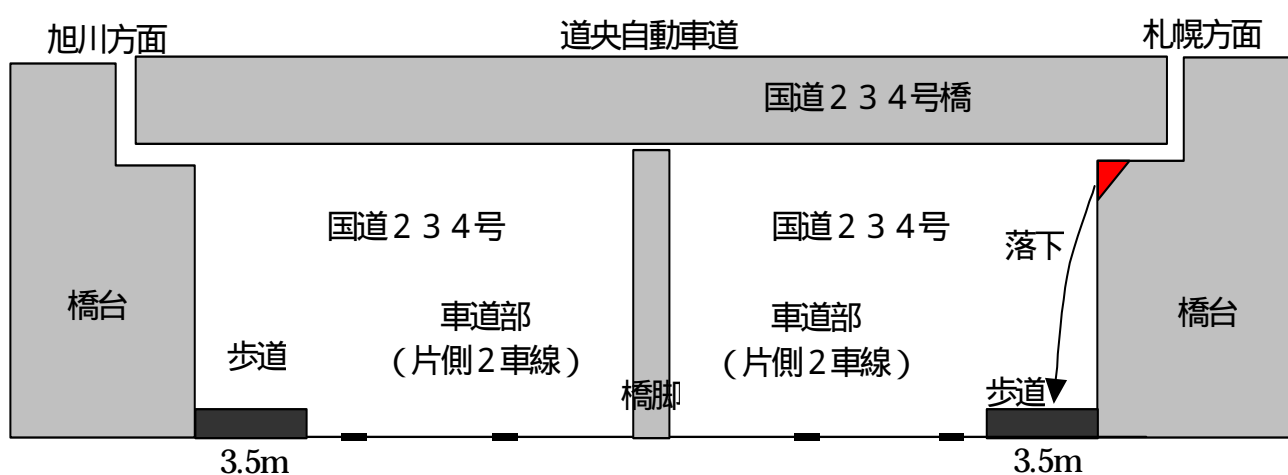 旭川方面
道央自動車道
札幌方面
国道２３４号橋
国道２３４号
国道２３４号
落下
橋台
車道部
(片側２車線)
車道部
(片側２車線)
橋台
歩道
橋脚
歩道
3.5m
3.5m